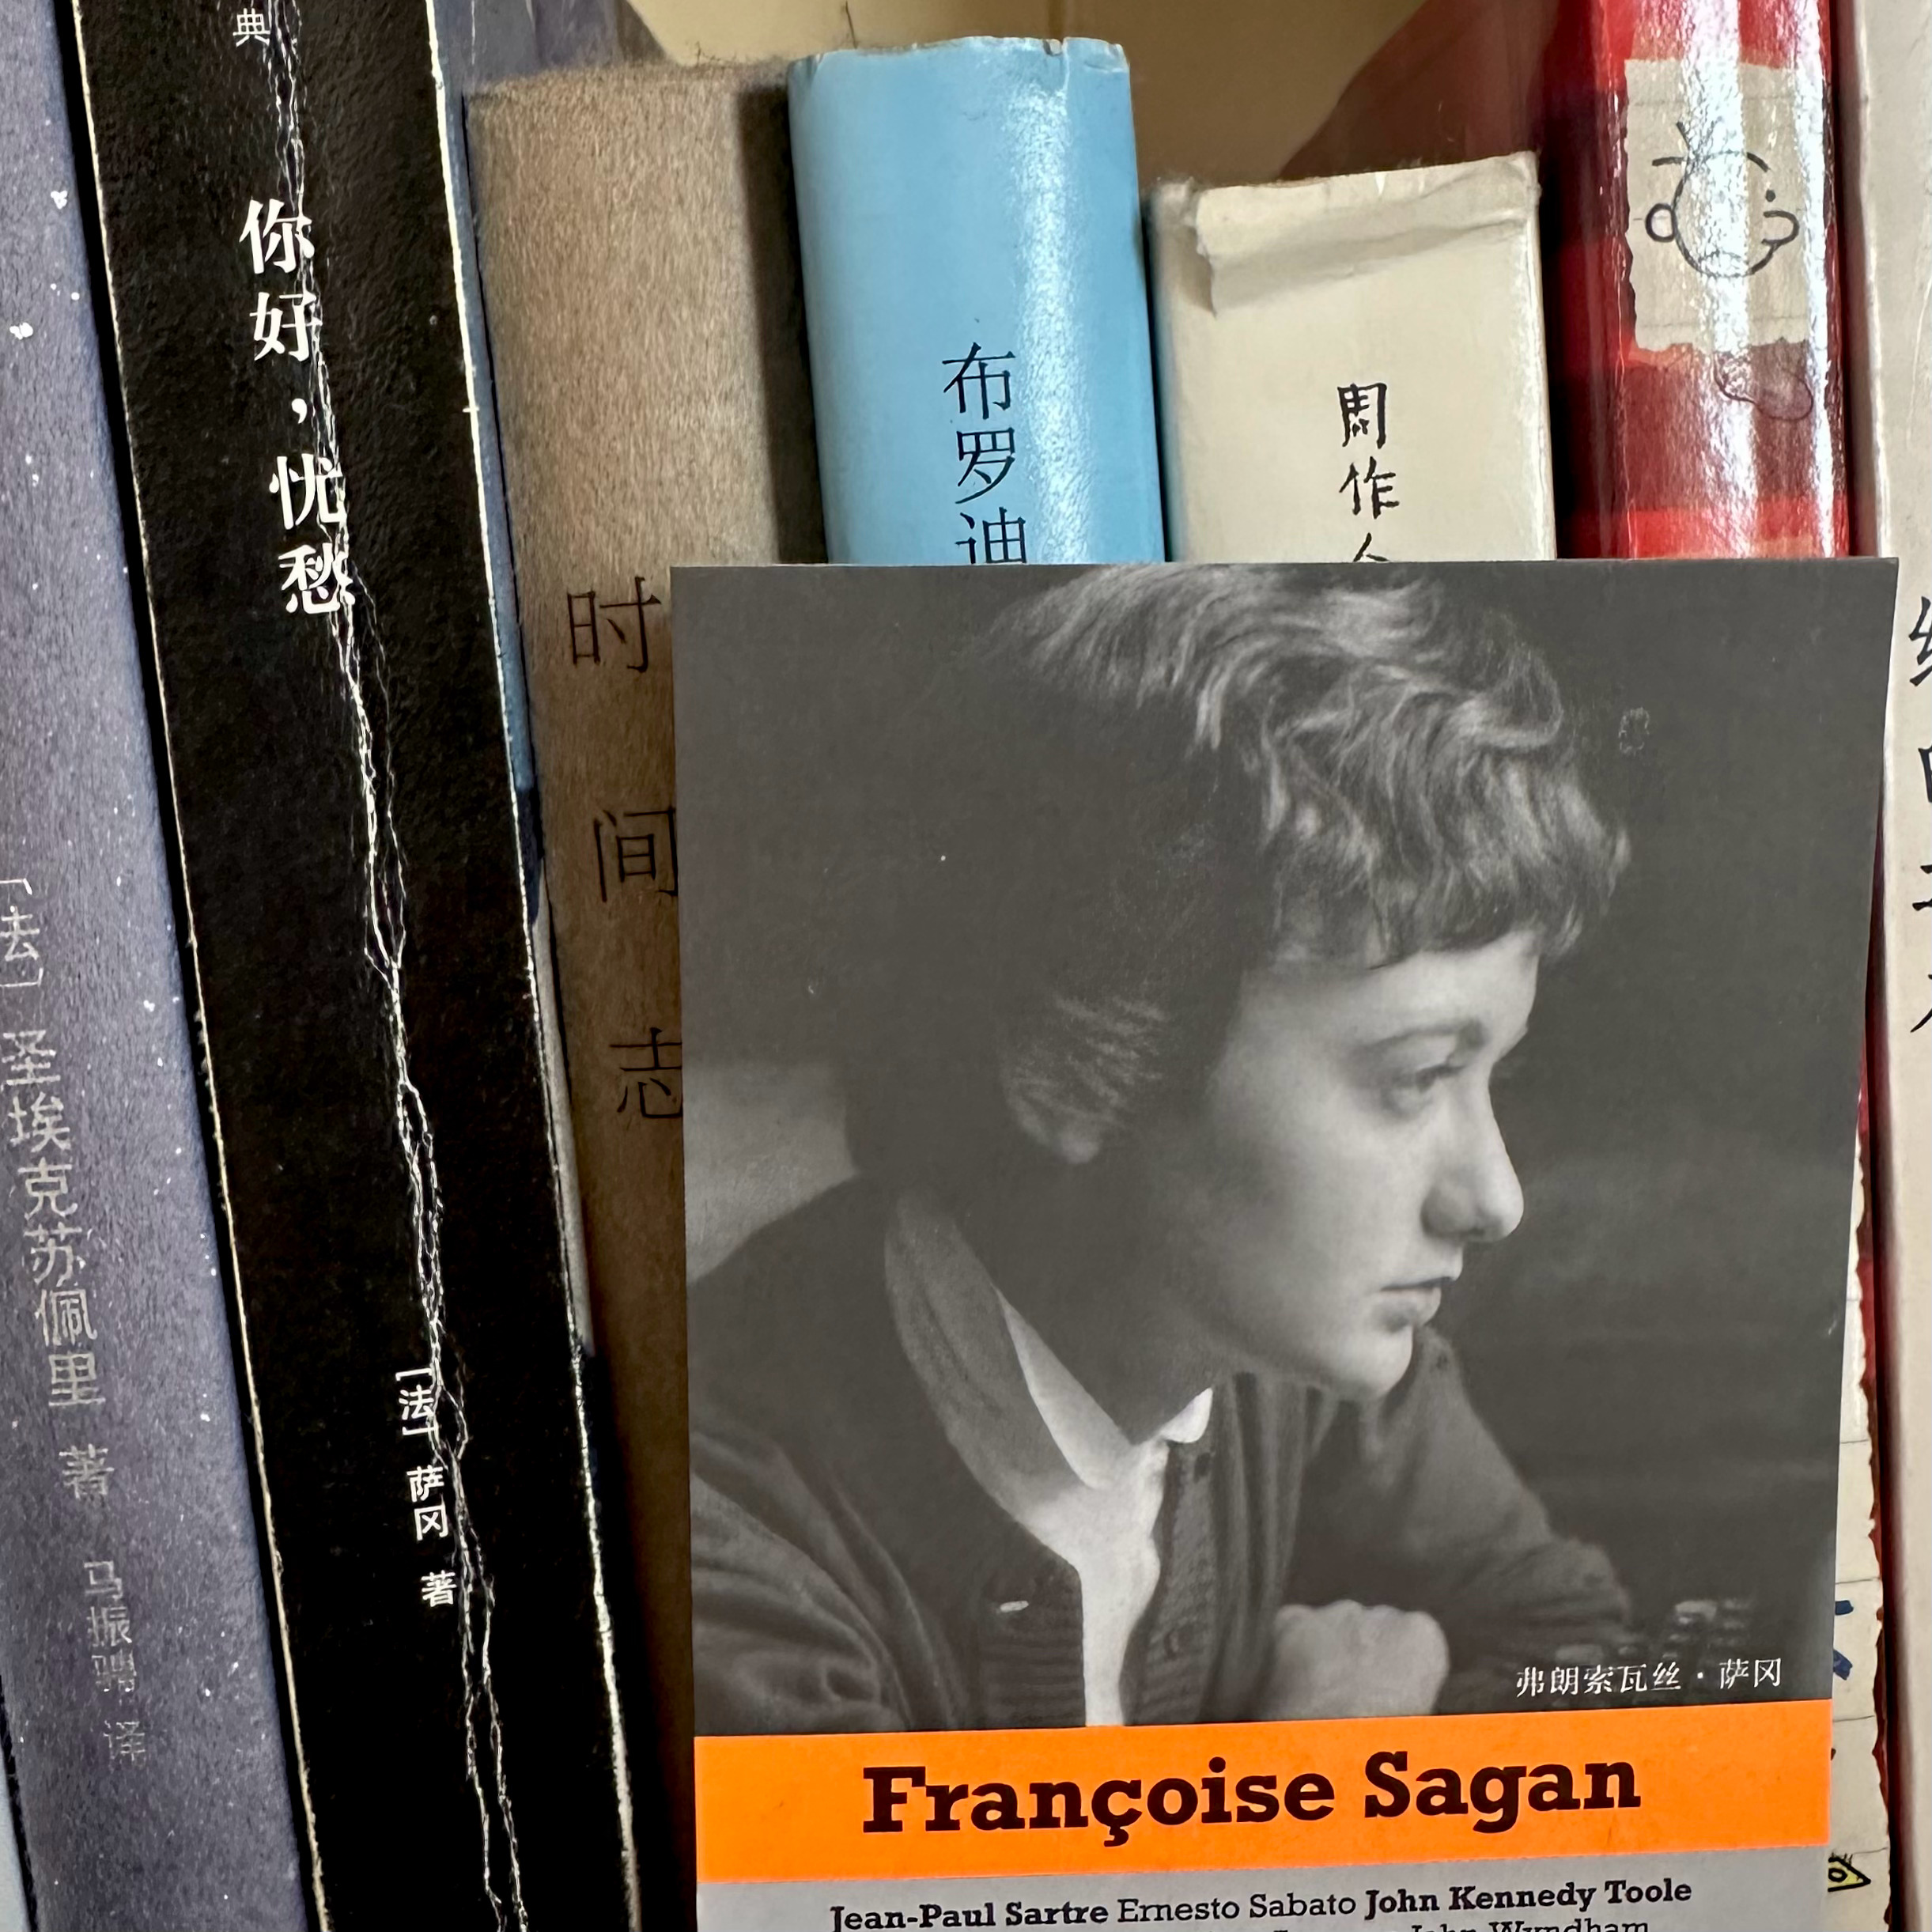 [法] 圣埃克苏佩里 著 马振骋 译
典
你好，忧愁
[法] 萨冈 著
时间志
布罗迪
周作
弗朗索瓦丝·萨冈
Françoise Sagan
Jean-Paul Sartre Ernesto Sabato John Kennedy Toole
John Wyndham